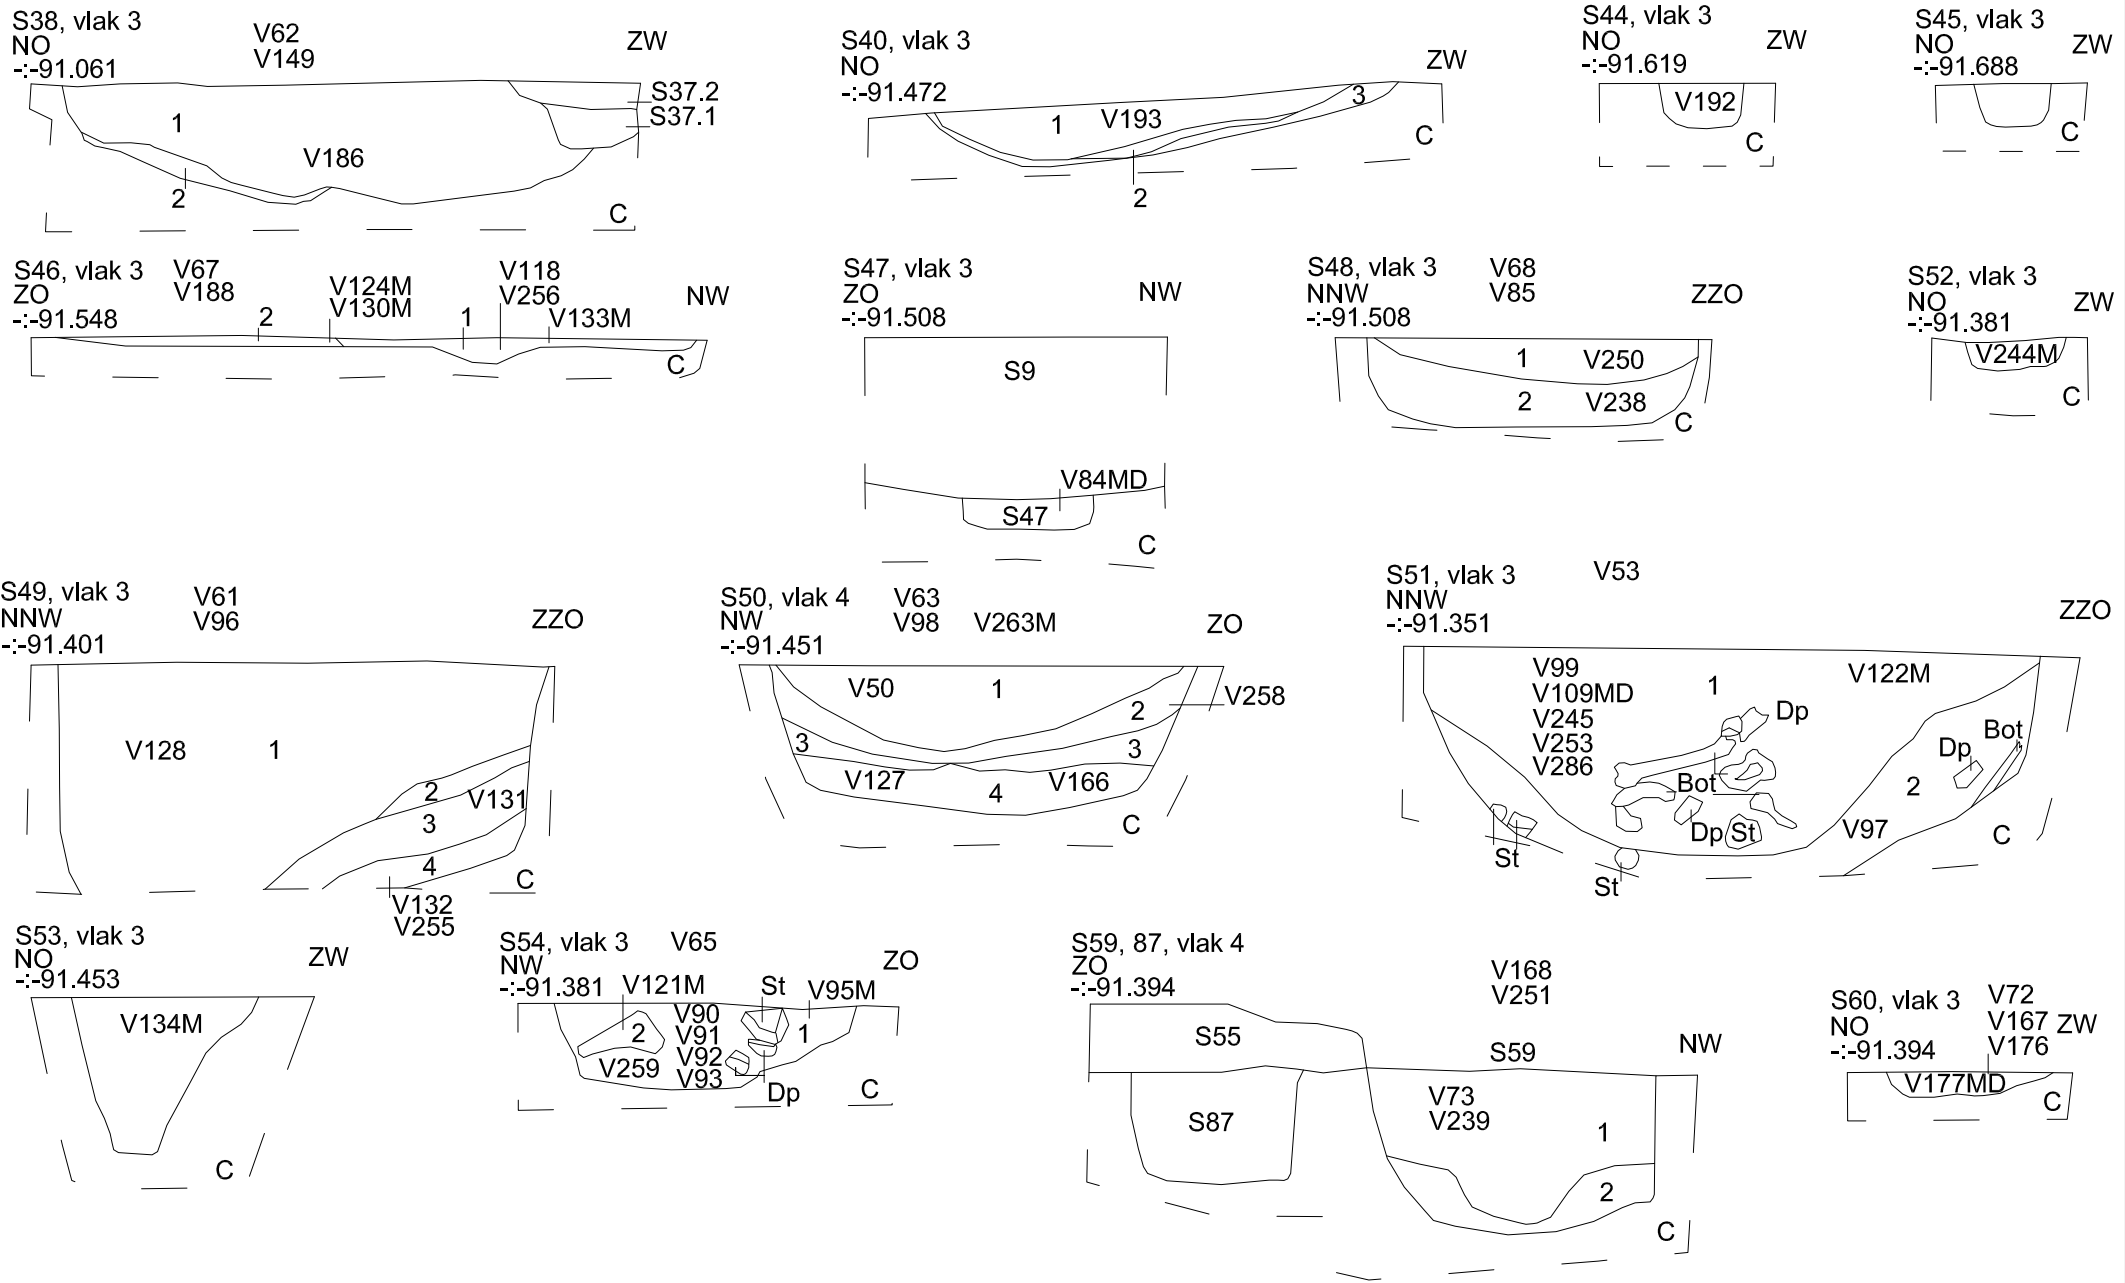 S38, vlak 3
NO
-:-91.061
V62
V149
ZW
S37.2
S37.1
1
V186
2
C
S40, vlak 3
NO
-:-91.472
ZW
1
V193
3
C
2
S44, vlak 3
NO
-:-91.619
ZW
V192
C
S45, vlak 3
NO
-:-91.688
ZW
C
S46, vlak 3
ZO
-:-91.548
V67
V188
2
V124M
V130M
1
V118
V256
V133M
NW
C
S47, vlak 3
ZO
-:-91.508
NW
S9
V84MD
S47
C
S48, vlak 3
NNW
-:-91.508
V68
V85
ZZO
1
V250
2
V238
C
S52, vlak 3
NO
-:-91.381
ZW
V244M
C
S49, vlak 3
NNW
-:-91.401
V61
V96
ZZO
V128
1
2
V131
3
4
C
V132
V255
S50, vlak 4
NW
-:-91.451
V63
V98
V263M
ZO
V50
1
2
V258
3
3
V127
4
V166
C
S51, vlak 3
NNW
-:-91.351
V53
ZZO
V99
V109MD
V245
V253
V286
1
V122M
Dp
Bot
Dp
St
Dp
Bot
2
V97
C
St
St
S53, vlak 3
NO
-:-91.453
ZW
V134M
C
S54, vlak 3
NW
-:-91.381
V65
ZO
V121M
St
V95M
V90
V91
V92
V93
2
1
V259
Dp
C
S59, 87, vlak 4
ZO
-:-91.394
V168
V251
S55
S59
NW
S87
V73
V239
1
2
C
S60, vlak 3
NO
-:-91.394
V72
V167
V176
ZW
V177MD
C